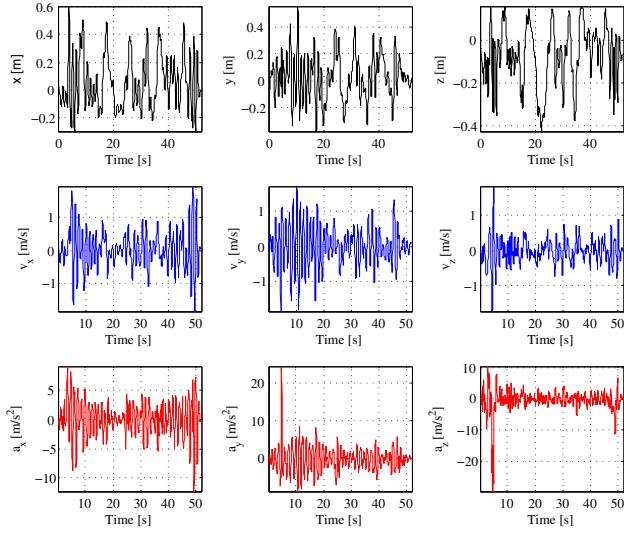 0.6
0.4
0.2
0
−0.2
x [m]
0 20 40
Time [s]
0.4
0.2
0
−0.2
y [m]
0 20 40
Time [s]
0
−0.2
−0.4
z [m]
0 20 40
Time [s]
1
0
−1
v_x [m/s]
10 20 30 40 50
Time [s]
1
0
−1
v_y [m/s]
10 20 30 40 50
Time [s]
1
0
−1
v_z [m/s]
10 20 30 40 50
Time [s]
5
0
−5
−10
a_x [m/s²]
10 20 30 40 50
Time [s]
20
10
0
a_y [m/s²]
10 20 30 40 50
Time [s]
0
−10
−20
a_z [m/s²]
10 20 30 40 50
Time [s]